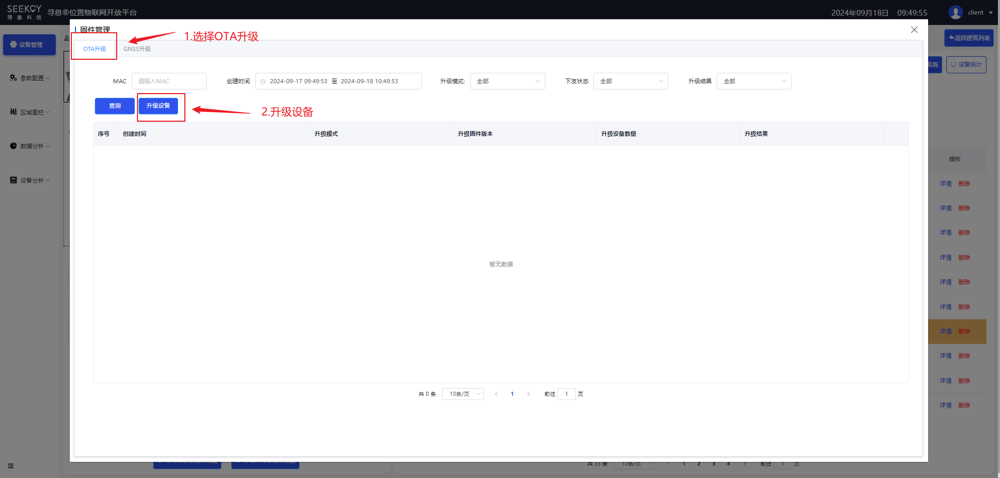 SEEKCY
寻息科技
寻息®位置物联网开放平台
2024年09月18日 09:49:55
client
设备管理
参数配置
区域围栏
数据分析
设备分析
返回建筑列表
系统
设备统计
固件管理
1.选择OTA升级
OTA升级
GNSS升级
MAC 请输入MAC
创建时间 2024-09-17 09:49:53 至 2024-09-18 10:49:53
升级模式: 全部
下发状态 全部
升级结果 全部
查询
升级设备
2.升级设备
序号 创建时间 升级模式 升级固件版本 升级设备数量 升级结果
暂无数据
共 0 条 10条/页 1 前往 1 页
操作
详情 删除
详情 删除
详情 删除
详情 删除
详情 删除
详情 删除
详情 删除
详情 删除
详情 删除
详情 删除
共 33 条 10条/页 1 2 3 4 前往 1 页